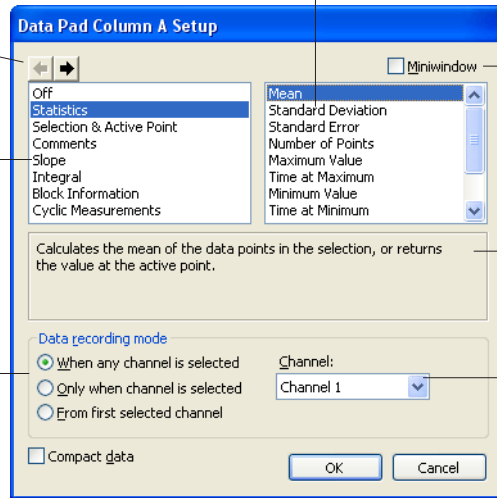 Data Pad Column A Setup
Miniwindow
Off
Statistics
Selection & Active Point
Comments
Slope
Integral
Block Information
Cyclic Measurements
Mean
Standard Deviation
Standard Error
Number of Points
Maximum Value
Time at Maximum
Minimum Value
Time at Minimum
Calculates the mean of the data points in the selection, or returns
the value at the active point.
Data recording mode
When any channel is selected
Only when channel is selected
From first selected channel
Channel:
Channel 1
Compact data
OK
Cancel